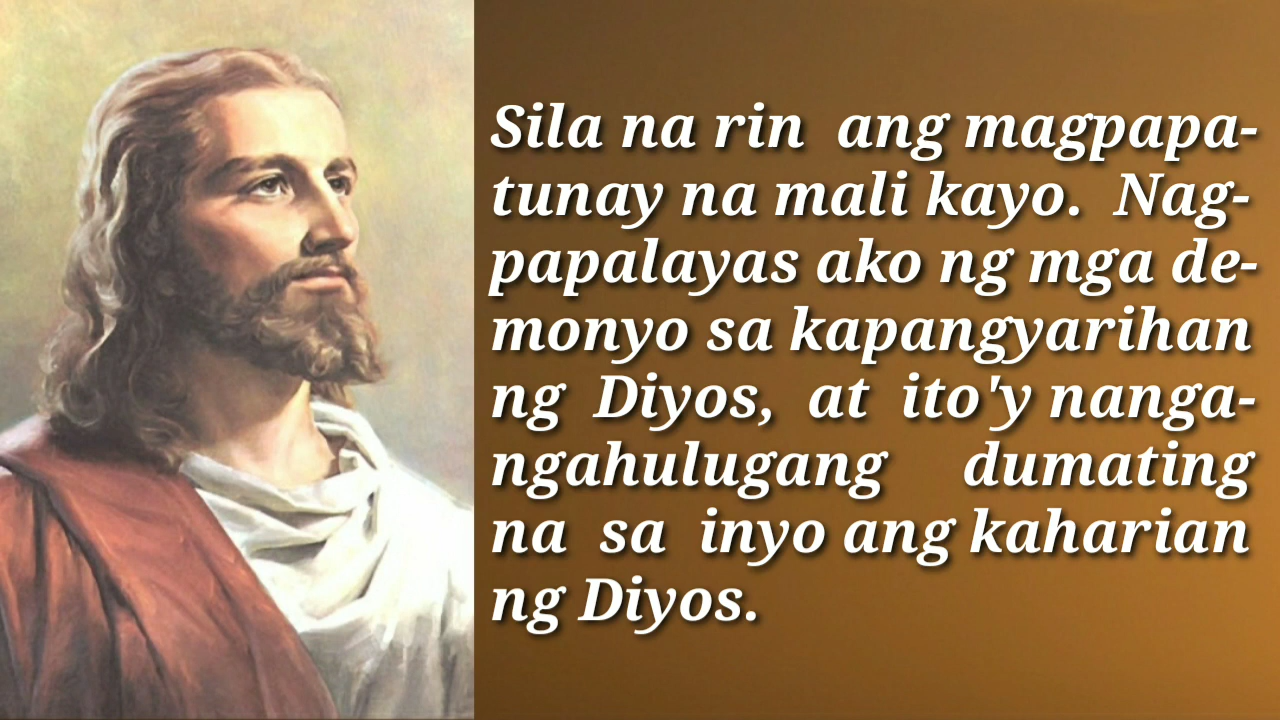 Sila na rin ang magpapa-
tunay na mali kayo. Nag-
papalayas ako ng mga de-
monyo sa kapangyarihan
ng Diyos, at ito'y nanga-
ngahulugang dumating
na sa inyo ang kaharian
ng Diyos.